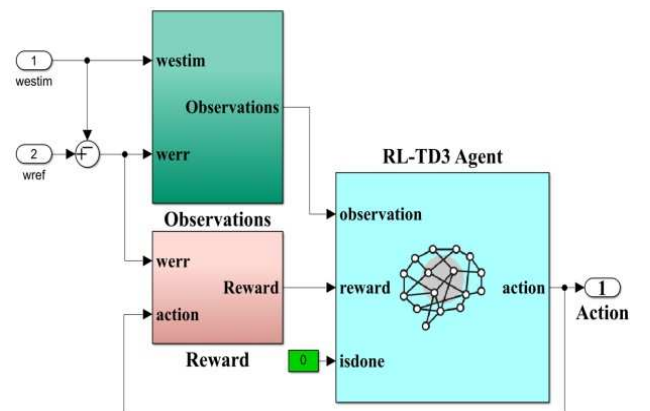 1
westim
2
wref
westim
Observations
werr
Observations
werr
Reward
action
Reward
RL-TD3 Agent
observation
reward
action
isdone
0
1
Action